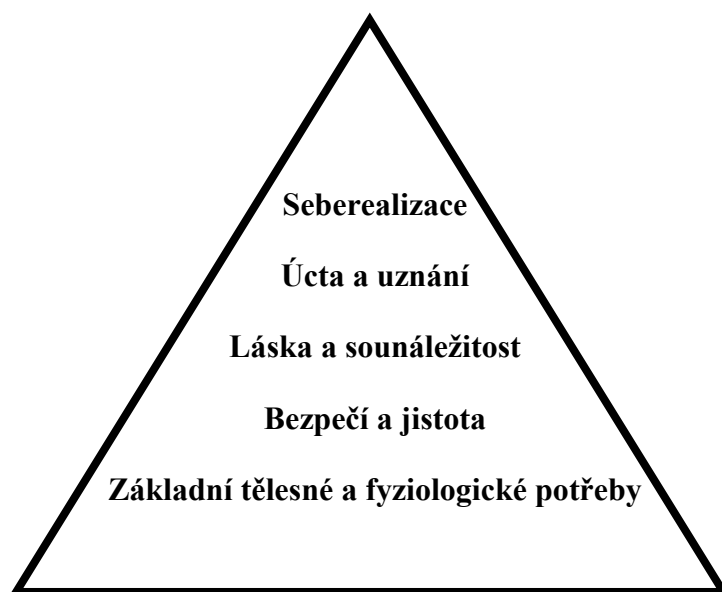 Seberealizace
Úcta a uznání
Láska a sounáležitost
Bezpečí a jistota
Základní tělesné a fyziologické potřeby